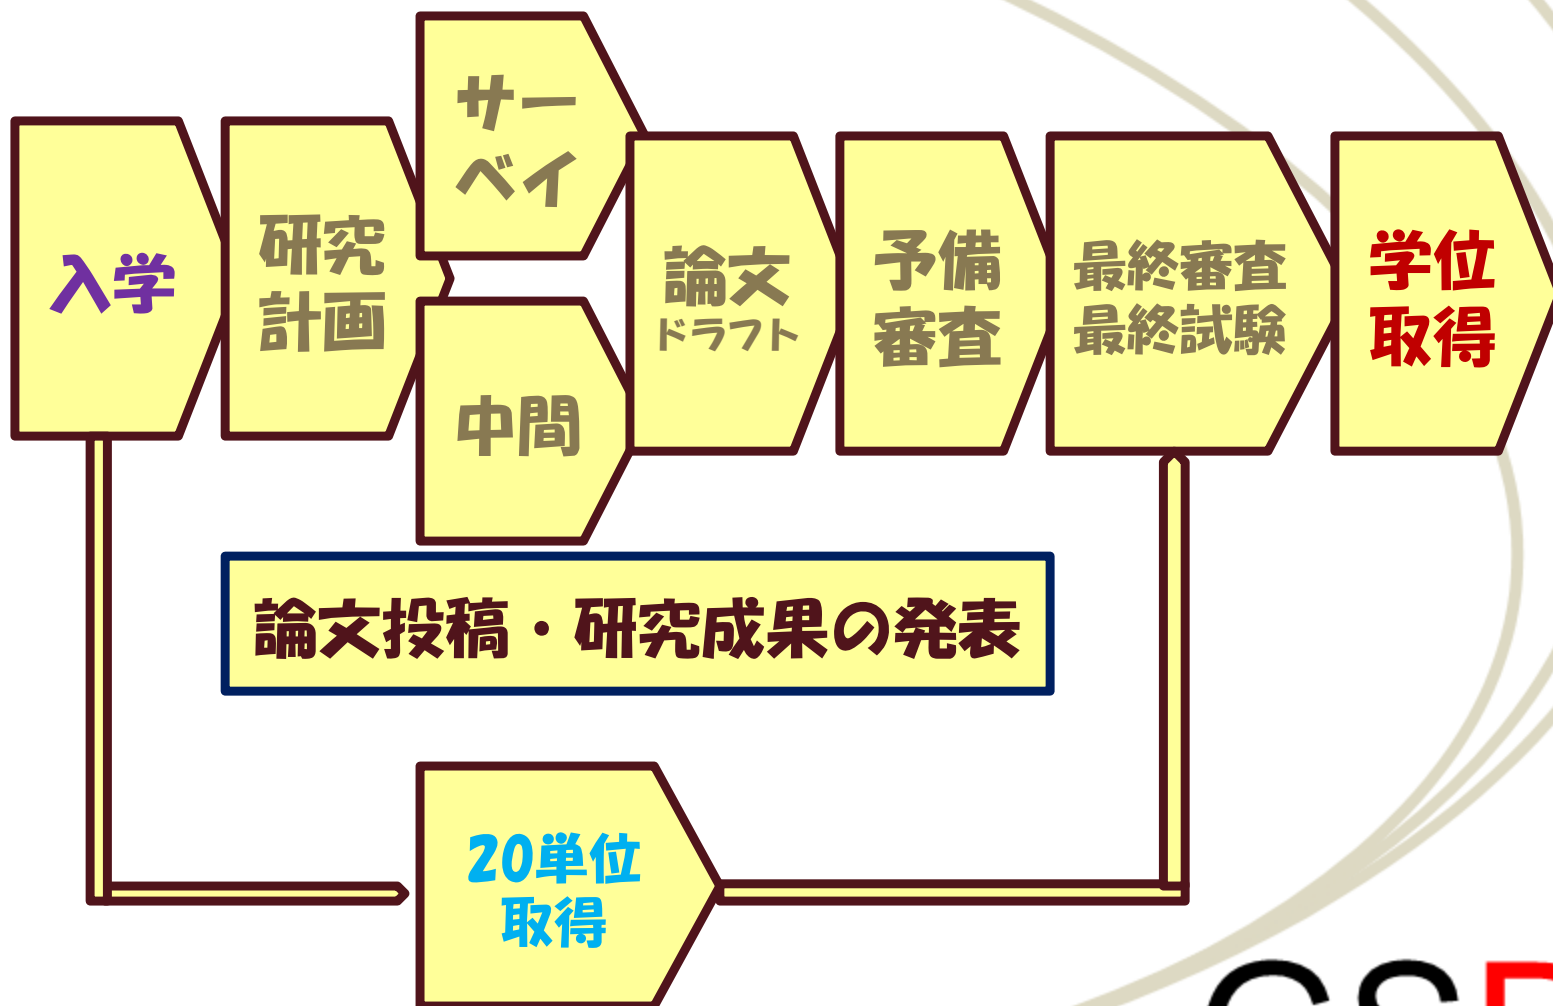 入学
研究
計画
サー
ベイ
中間
論文
ドラフト
予備
審査
最終審査
最終試験
学位
取得
論文投稿・研究成果の発表
20単位
取得